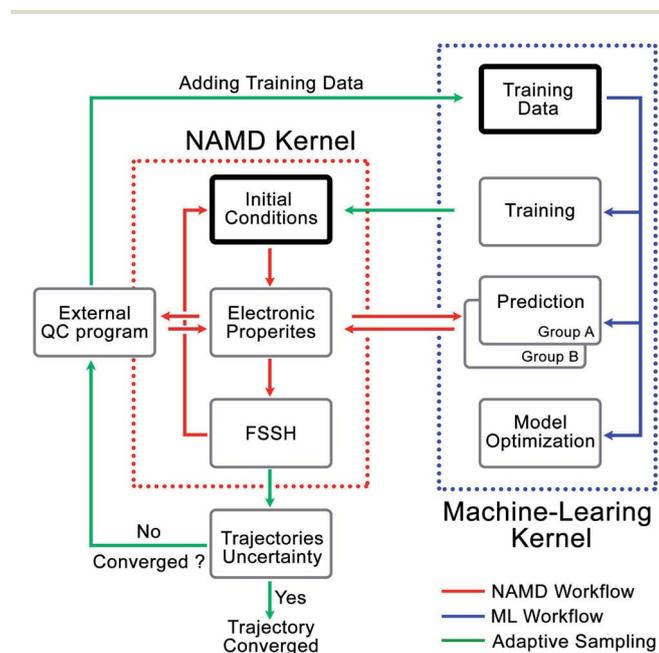 Adding Training Data
Training
Data
NAMD Kernel
Initial
Conditions
Training
External
QC program
Electronic
Properites
Prediction
Group A
Group B
FSSH
Model
Optimization
Machine-Learing
Kernel
No
Converged ?
Trajectories
Uncertainty
Yes
Trajectory
Converged
NAMD Workflow
ML Workflow
Adaptive Sampling